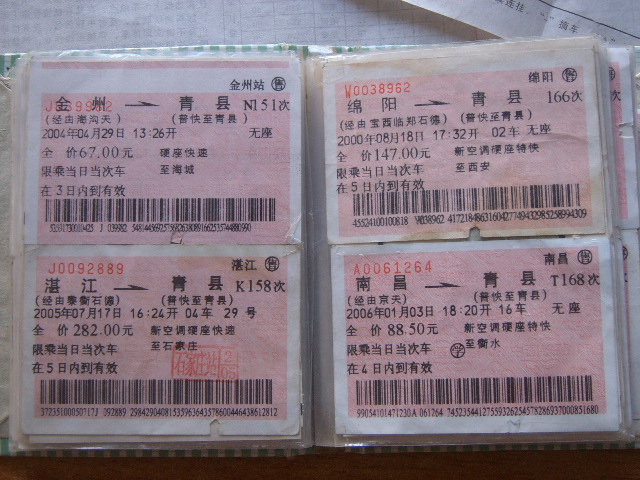 金州站 售
金州 → 青县 N151次
(经由海沟天) (普快至青县)
2004年04月29日 13:26开 无座
全价67.00元 硬座快速
限乘当日当次车 至海城
在3日内到有效
W0038962 绵阳 售
绵阳 → 青县 166次
(经由宝西临郑石德) (普快至青县)
2000年08月18日 17:32开 02车 无座
全价147.00元 新空调硬座特快
限乘当日当次车 至西安
在5日内到有效
J0092889 湛江 售
湛江 → 青县 K158次
(经由黎衡石德) (普快至青县)
2005年07月17日 16:24开 04车 29号
全价282.00元 新空调硬座快速
限乘当日当次车 至石家庄
在5日内到有效
A0061264 南昌 售
南昌 → 青县 T168次
(经由京天) (普快至青县)
2006年01月03日 18:20开 16车 无座
全价88.50元 新空调硬座特快
限乘当日当次车 学 至衡水
在4日内到有效